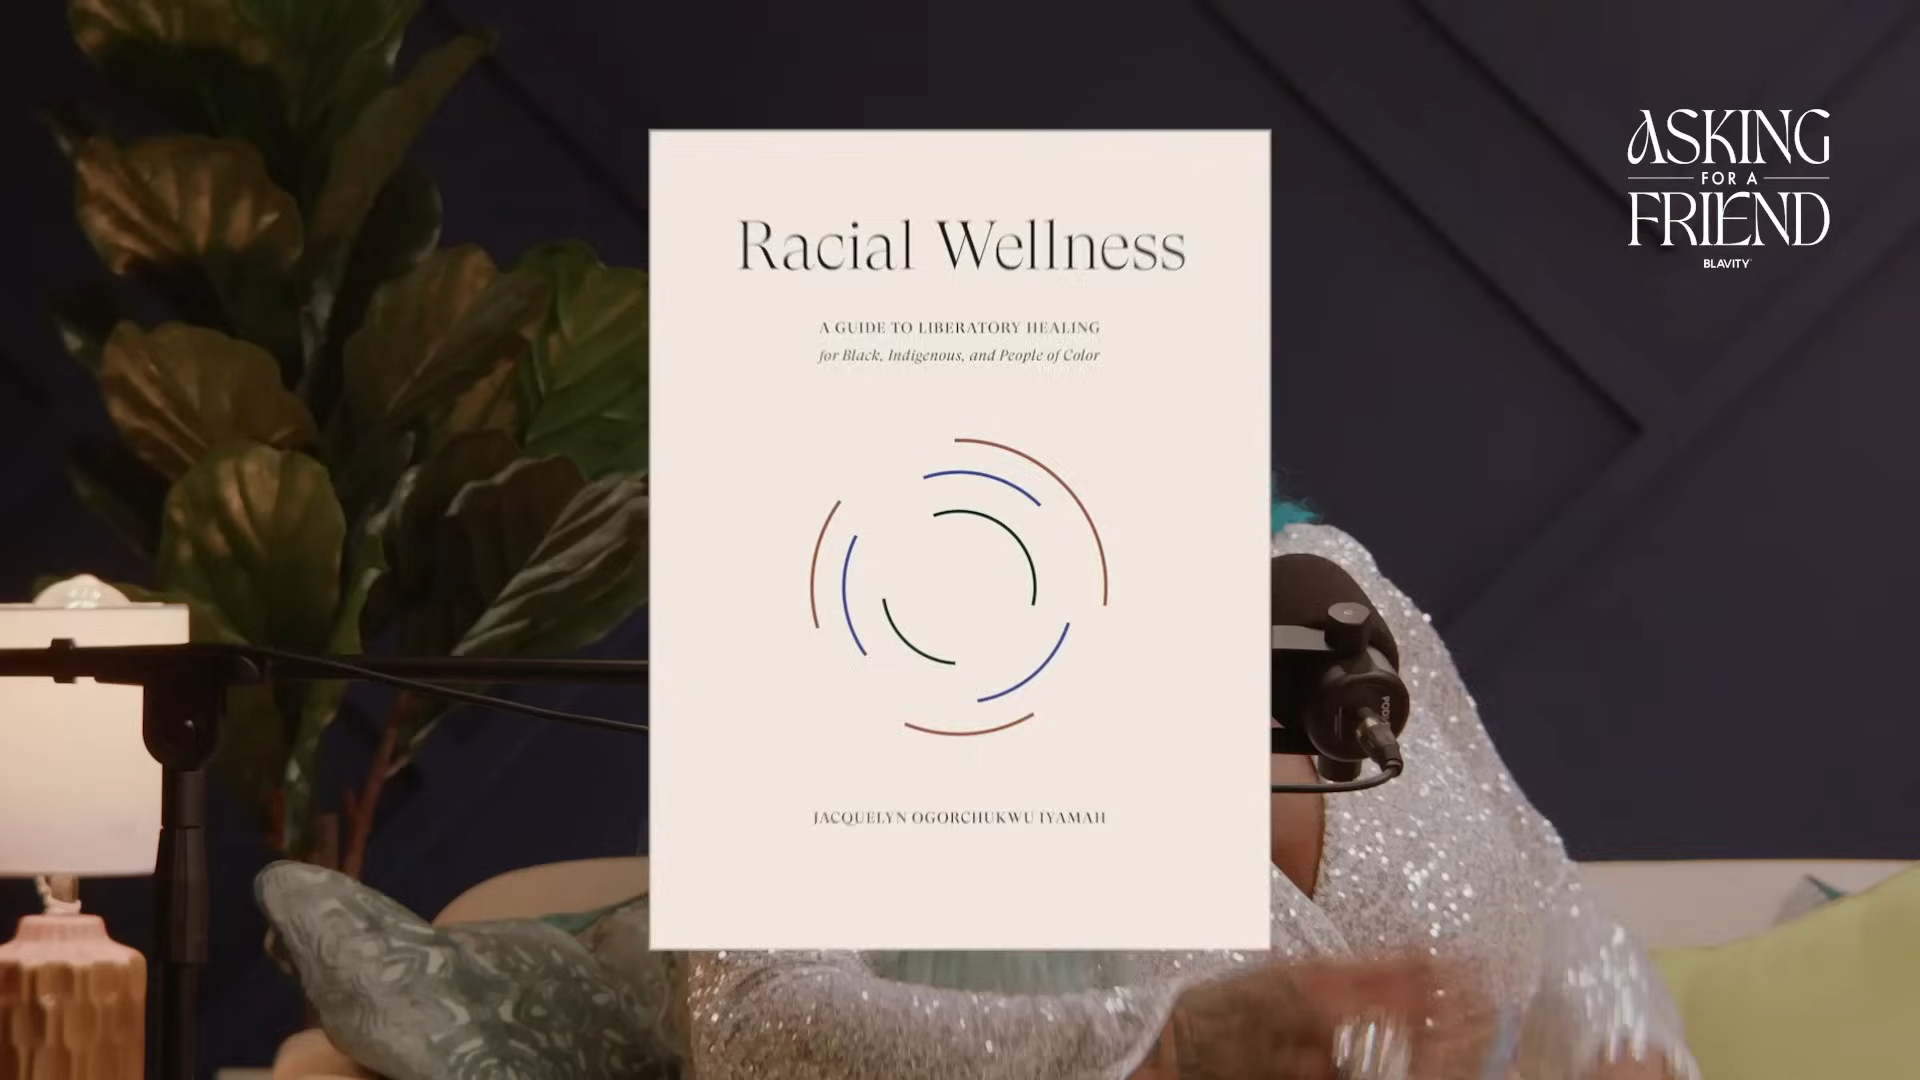 Racial Wellness
A GUIDE TO LIBERATORY HEALING
for Black, Indigenous, and People of Color
JACQUELYN OGORCHUKWU IYAMAH
ASKING
FOR A
FRIEND
BLAVITY